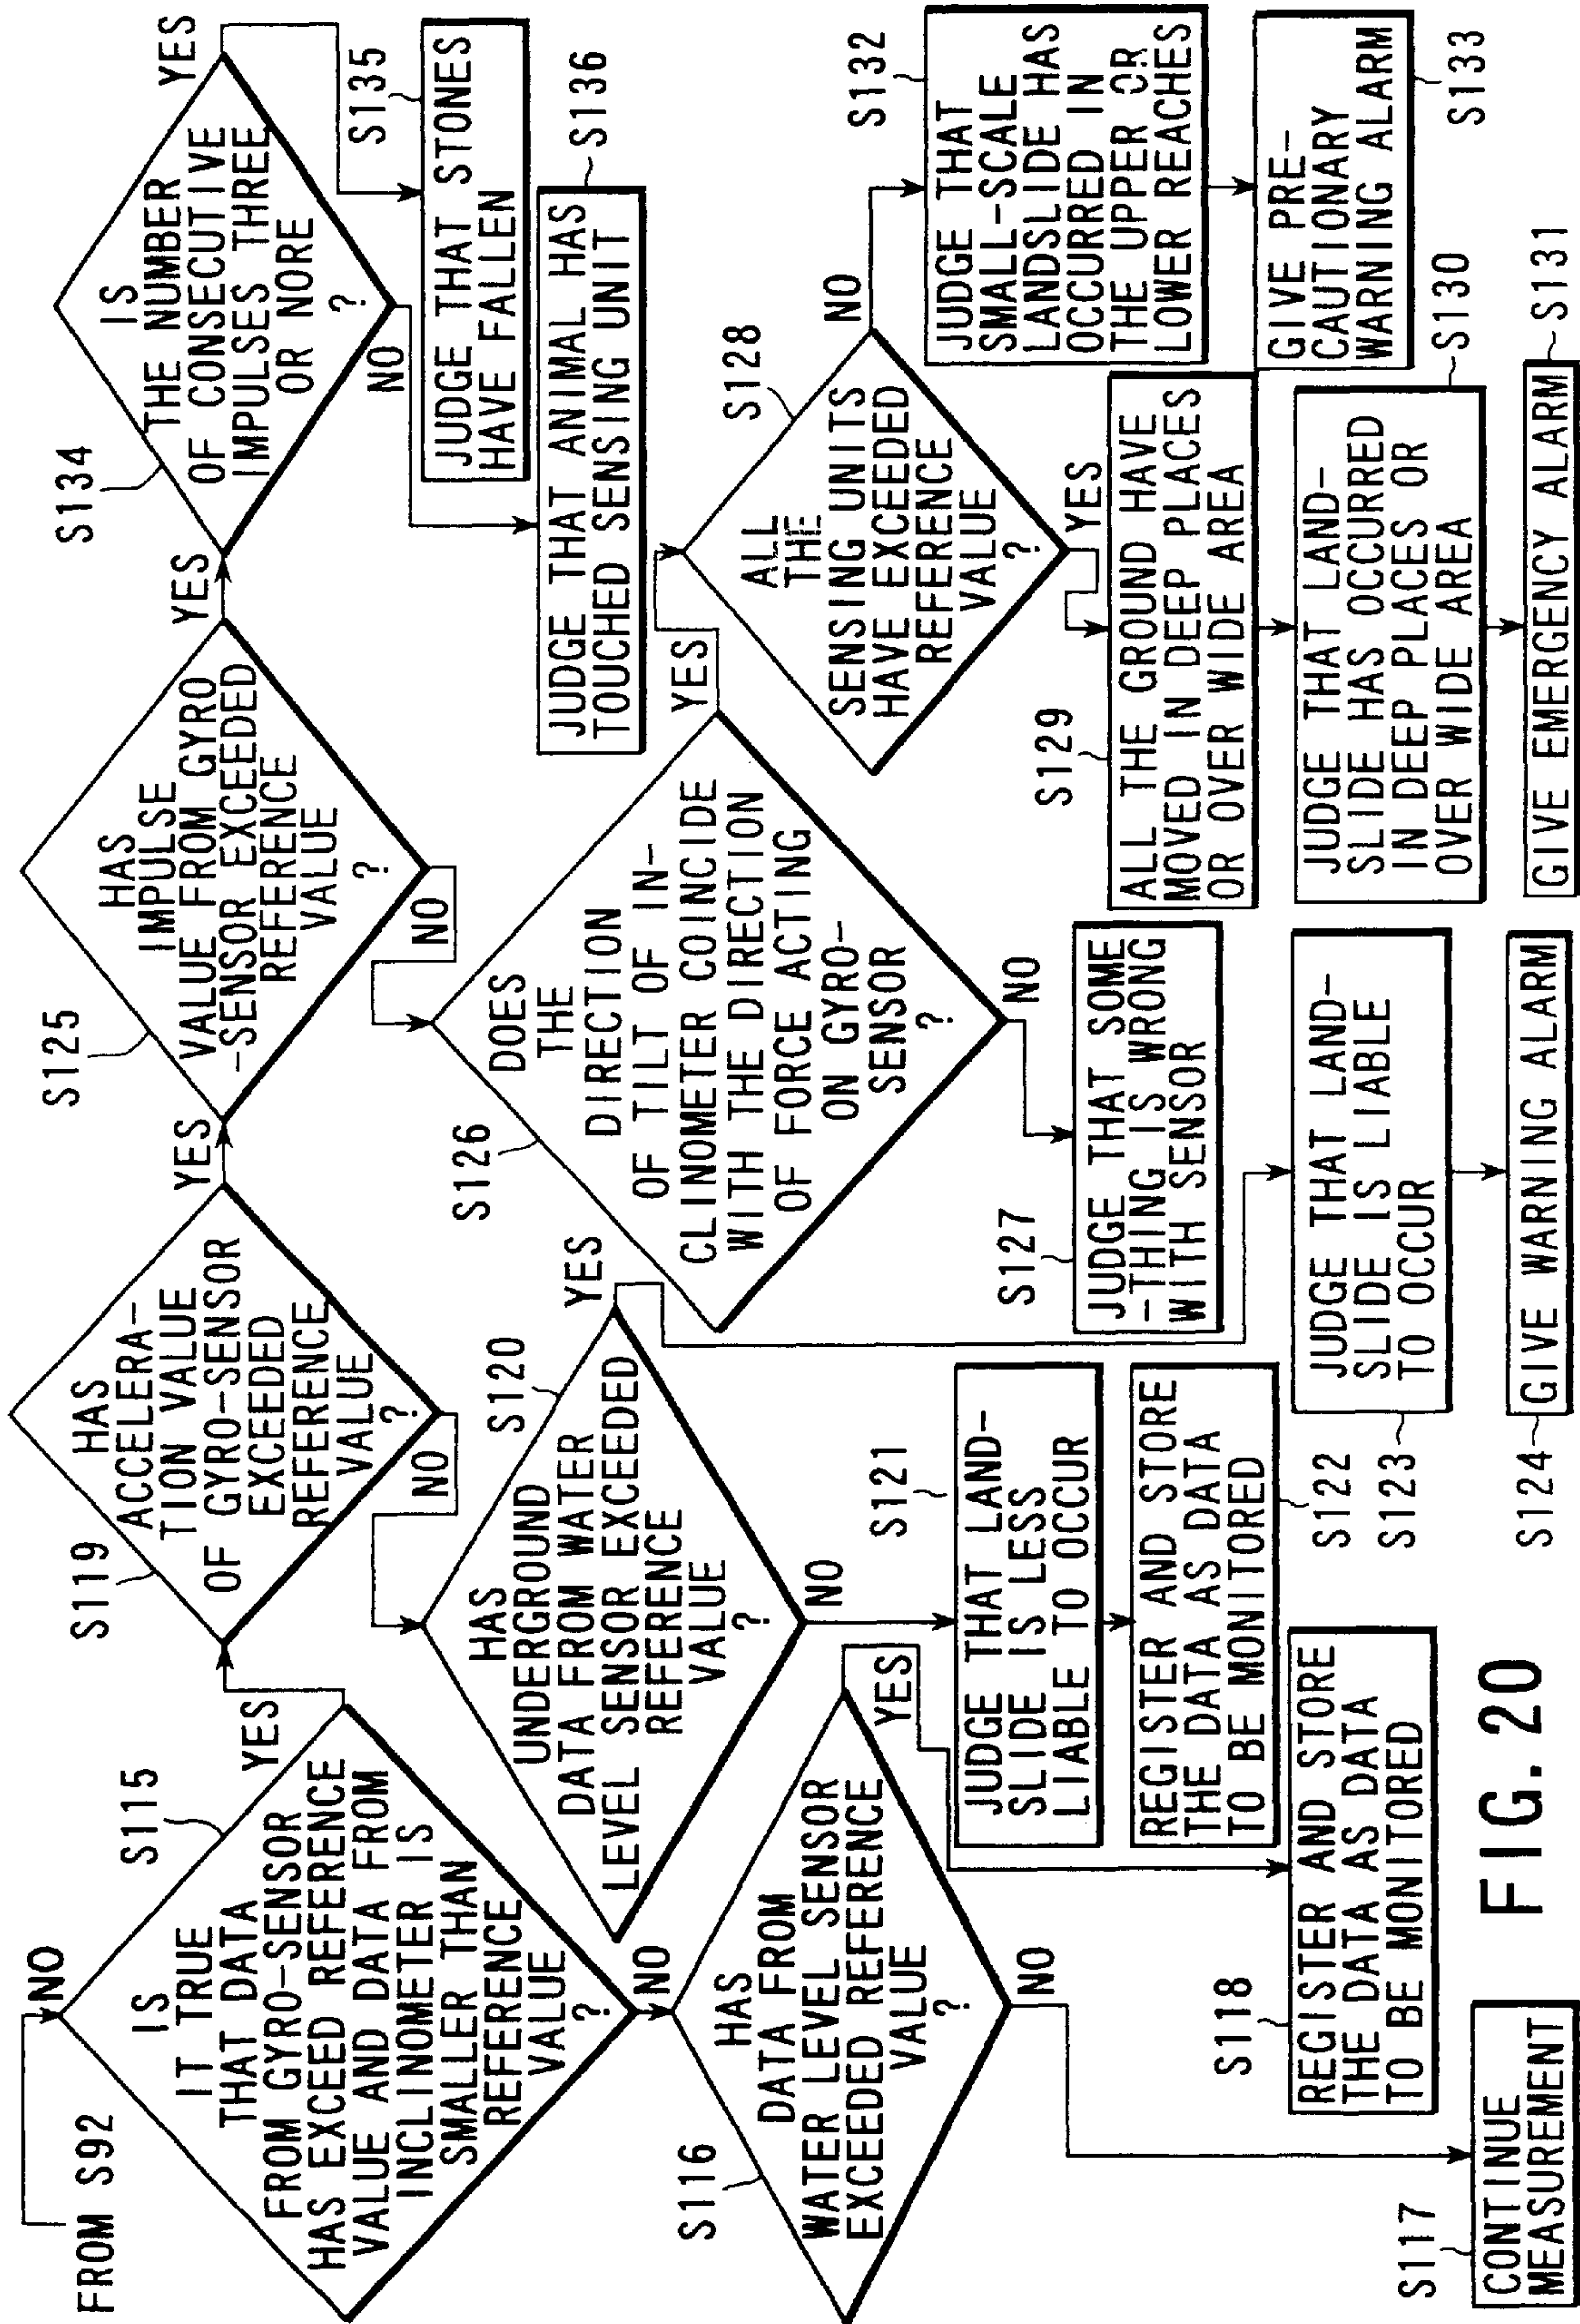 FROM S92
NO
S115
IS
IT TRUE
THAT DATA
FROM GYRO-SENSOR
HAS EXCEED REFERENCE
VALUE AND DATA FROM
INCLINOMETER IS
SMALLER THAN
REFERENCE
VALUE
?
YES
NO
S116
HAS
DATA FROM
WATER LEVEL SENSOR
EXCEEDED REFERENCE
VALUE
?
YES
NO
S117
CONTINUE
MEASUREMENT
S118
REGISTER AND STORE
THE DATA AS DATA
TO BE MONITORED
S119
HAS
ACCELERA-
TION VALUE
OF GYRO-SENSOR
EXCEEDED
REFERENCE
VALUE
?
YES
NO
S120
HAS
UNDERGROUND
DATA FROM WATER
LEVEL SENSOR EXCEEDED
REFERENCE
VALUE
?
YES
NO
S121
JUDGE THAT LAND-
SLIDE IS LESS
LIABLE TO OCCUR
REGISTER AND STORE
THE DATA AS DATA
TO BE MONITORED
S122
S123
JUDGE THAT LAND-
SLIDE IS LIABLE
TO OCCUR
S124
GIVE WARNING ALARM
S125
HAS
IMPULSE
VALUE FROM GYRO
-SENSOR EXCEEDED
REFERENCE
VALUE
?
YES
NO
S126
DOES
THE
DIRECTION
OF TILT OF IN-
CLINOMETER COINCIDE
WITH THE DIRECTION
OF FORCE ACTING
ON GYRO-
SENSOR
?
YES
NO
S127
JUDGE THAT SOME
-THING IS WRONG
WITH SENSOR
S128
ALL
THE
SENSING UNITS
HAVE EXCEEDED
REFERENCE
VALUE
?
YES
NO
S129
ALL THE GROUND HAVE
MOVED IN DEEP PLACES
OR OVER WIDE AREA
S130
JUDGE THAT LAND-
SLIDE HAS OCCURRED
IN DEEP PLACES OR
OVER WIDE AREA
S131
GIVE EMERGENCY ALARM
S132
JUDGE THAT
SMALL-SCALE
LANDSLIDE HAS
OCCURRED IN
THE UPPER OR
LOWER REACHES
GIVE PRE-
CAUTIONARY
WARNING ALARM
S133
S134
IS
THE NUMBER
OF CONSECUTIVE
IMPULSES THREE
OR NORE
?
YES
NO
S135
JUDGE THAT STONES
HAVE FALLEN
S136
JUDGE THAT ANIMAL HAS
TOUCHED SENSING UNIT
FIG. 20